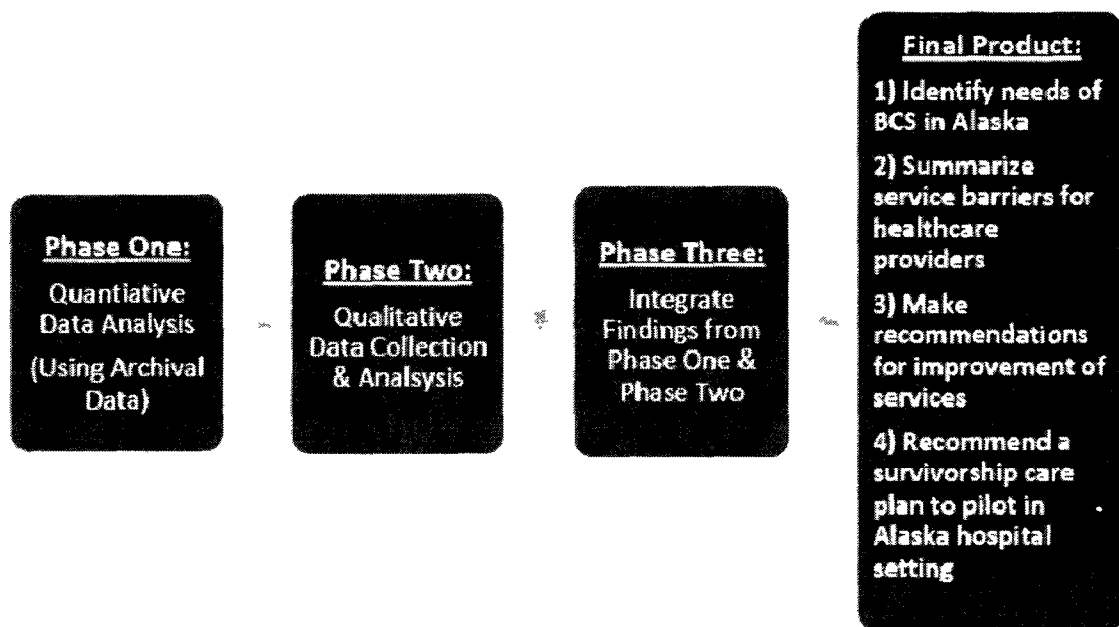 Phase One:
Quantiative
Data Analysis
(Using Archival
Data)
Phase Two:
Qualitative
Data Collection
& Analsysis
Phase Three:
Integrate
Findings from
Phase One &
Phase Two
Final Product:
1) Identify needs of
BCS in Alaska
2) Summarize
service barriers for
healthcare
providers
3) Make
recommendations
for improvement of
services
4) Recommend a
survivorship care
plan to pilot in
Alaska hospital
setting